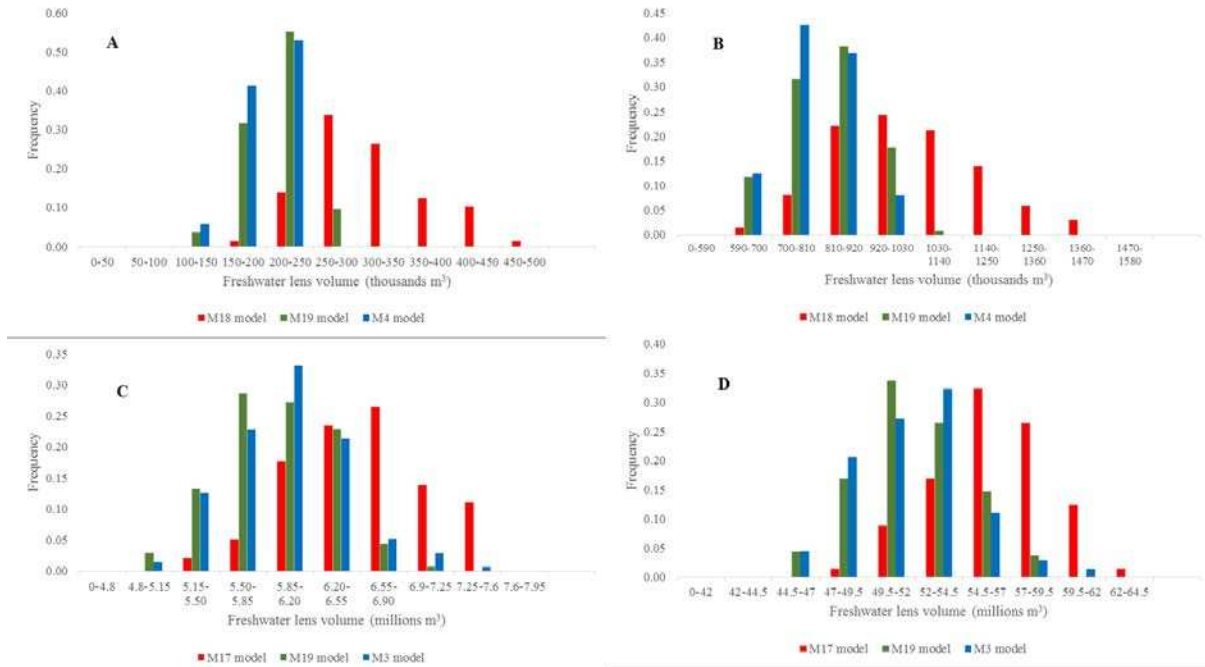 A
Frequency
0.60
0.50
0.40
0.30
0.20
0.10
0.00
0-50 50-100 100-150 150-200 200-250 250-300 300-350 350-400 400-450 450-500
Freshwater lens volume (thousands m³)
M18 model M19 model M4 model
B
Frequency
0.45
0.40
0.35
0.30
0.25
0.20
0.15
0.10
0.05
0.00
0-590 590-700 700-810 810-920 920-1030 1030- 1140- 1250- 1360- 1470-
1140 1250 1360 1470 1580
Freshwater lens volume (thousands m³)
M18 model M19 model M4 model
C
Frequency
0.35
0.30
0.25
0.20
0.15
0.10
0.05
0.00
0-4.8 4.8-5.15 5.15- 5.50- 5.85- 6.20- 6.55- 6.9-7.25 7.25-7.6 7.6-7.95
5.50 5.85 6.20 6.55 6.90
Freshwater lens volume (millions m³)
M17 model M19 model M3 model
D
Frequency
0.40
0.35
0.30
0.25
0.20
0.15
0.10
0.05
0.00
0-42 42-44.5 44.5-47 47-49.5 49.5-52 52-54.5 54.5-57 57-59.5 59.5-62 62-64.5
Freshwater lens volume (millions m³)
M17 model M19 model M3 model